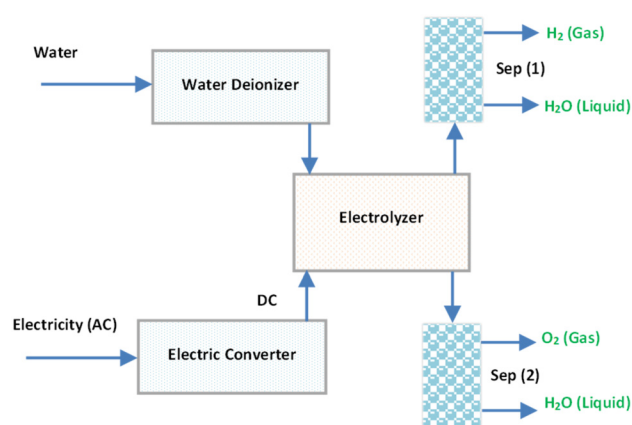 Water
Water Deionizer
H₂ (Gas)
Sep (1)
H₂O (Liquid)
Electrolyzer
DC
Electricity (AC)
Electric Converter
O₂ (Gas)
Sep (2)
H₂O (Liquid)